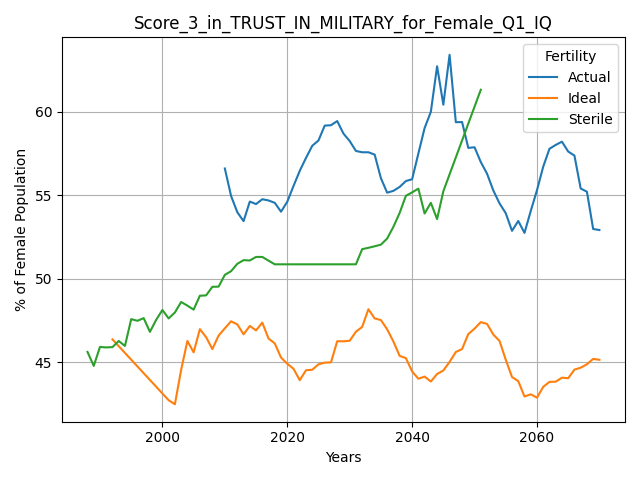 Score_3_in_TRUST_IN_MILITARY_for_Female_Q1_IQ
Fertility
Actual
Ideal
Sterile
% of Female Population
60
55
50
45
2000
2020
2040
2060
Years